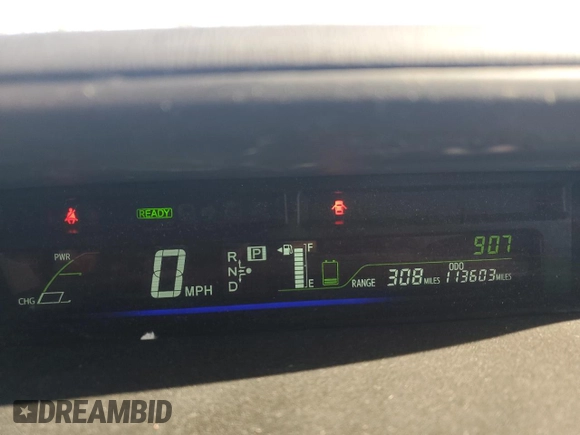 READY
PWR
CHG
0 MPH
R
N
D
P
F
E
907
RANGE 308 MILES
ODO
113603 MILES
DREAMBID